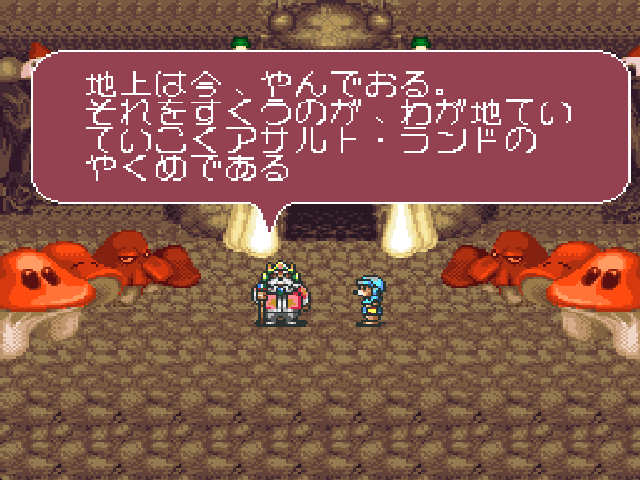 地上は今、やんでおる。
それをすくうのが、わが地てい
ていこくアサルト・ランドの
やくめである